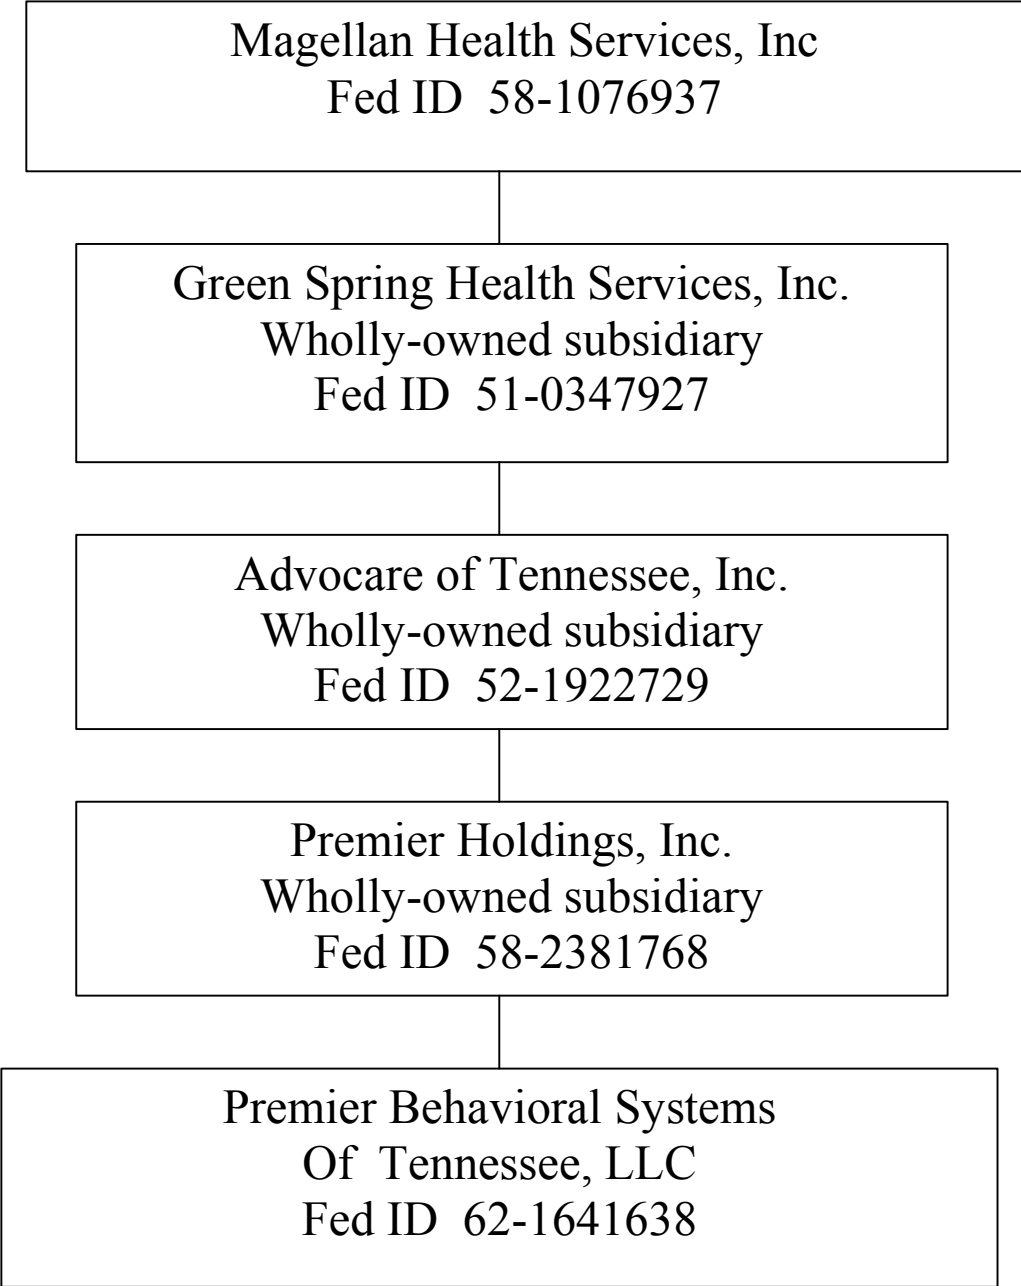 Magellan Health Services, Inc
Fed ID 58-1076937
Green Spring Health Services, Inc.
Wholly-owned subsidiary
Fed ID 51-0347927
Advocare of Tennessee, Inc.
Wholly-owned subsidiary
Fed ID 52-1922729
Premier Holdings, Inc.
Wholly-owned subsidiary
Fed ID 58-2381768
Premier Behavioral Systems
Of Tennessee, LLC
Fed ID 62-1641638